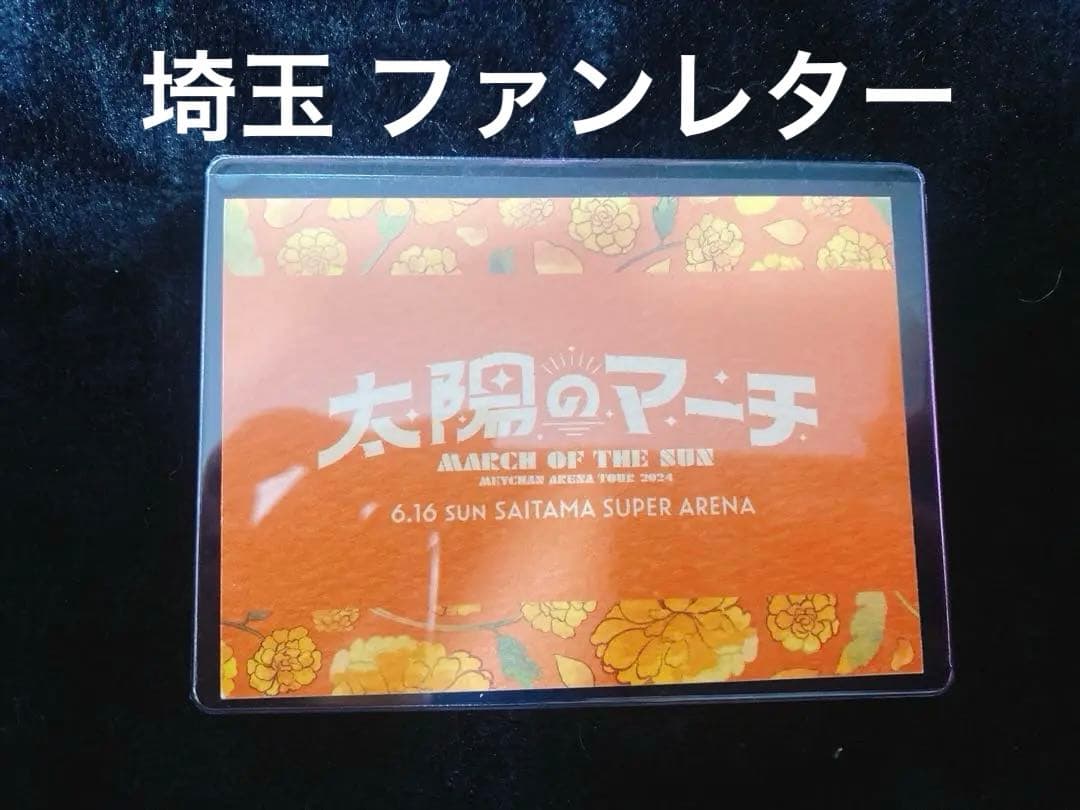 埼玉 ファンレター
太陽のマーチ
MARCH OF THE SUN
MEYCHAN ARENA TOUR 2024
6.16 SUN SAITAMA SUPER ARENA